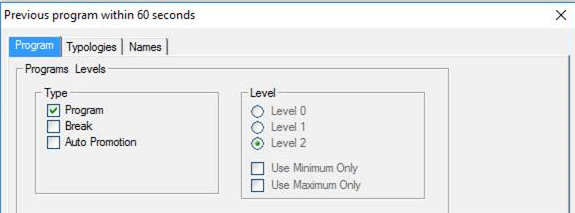 Previous program within 60 seconds
Program Typologies Names
Programs Levels
Type
Program
Break
Auto Promotion
Level
Level 0
Level 1
Level 2
Use Minimum Only
Use Maximum Only